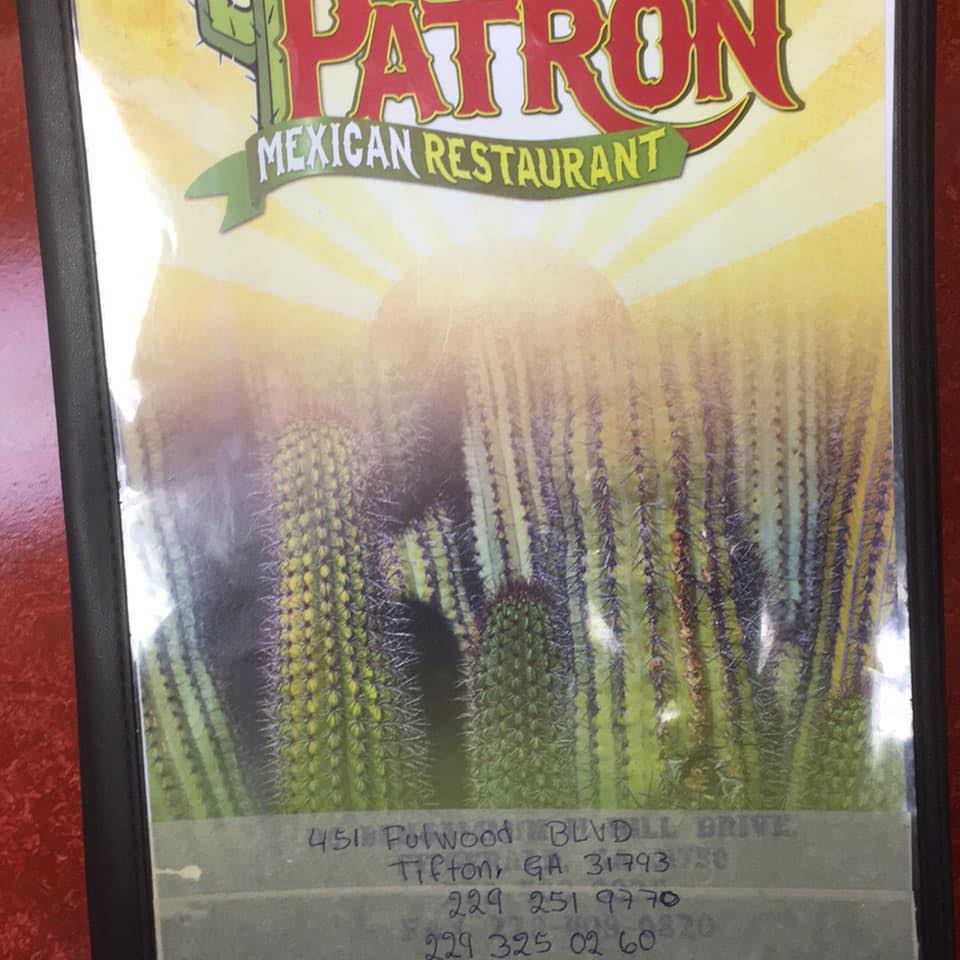 PATRON
MEXICAN RESTAURANT
451 Fulwood BLVD
Tifton, GA 31793
229 251 9770
229 325 02 60